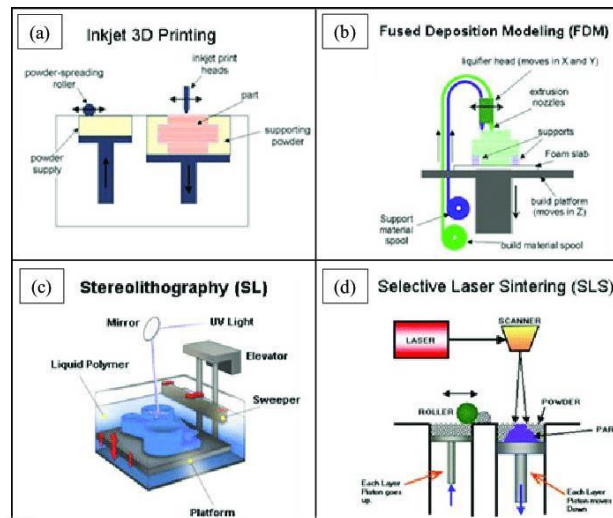 (a)
Inkjet 3D Printing
powder-spreading
roller
inkjet print
heads
part
supporting
powder
powder
supply
(b)
Fused Deposition Modeling (FDM)
liquifier head (moves in X and Y)
extrusion
nozzles
supports
Foam slab
build platform
(moves in Z)
Support
material spool
build material spool
(c)
Stereolithography (SL)
Mirror
UV Light
Elevator
Liquid Polymer
Sweeper
Platform
(d)
Selective Laser Sintering (SLS)
SCANNER
LASER
ROLLER
POWDER
PAR
Each Layer
Piston goes
up.
Each Layer
Piston moves
Down